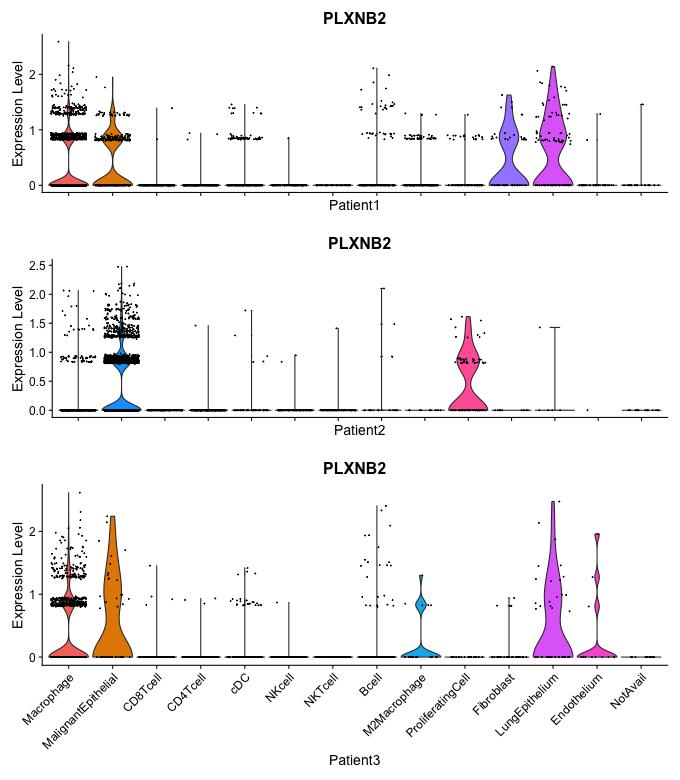 PLXNB2
Expression Level
2
1
0
Patient1
PLXNB2
Expression Level
2.5
2.0
1.5
1.0
0.5
0.0
Patient2
PLXNB2
Expression Level
2
1
0
Macrophage
MalignantEpithelial
CD8Tcell
CD4Tcell
cDC
NKcell
NKTcell
Bcell
M2Macrophage
ProliferatingCell
Fibroblast
LungEpithelium
Endothelium
NotAvail
Patient3